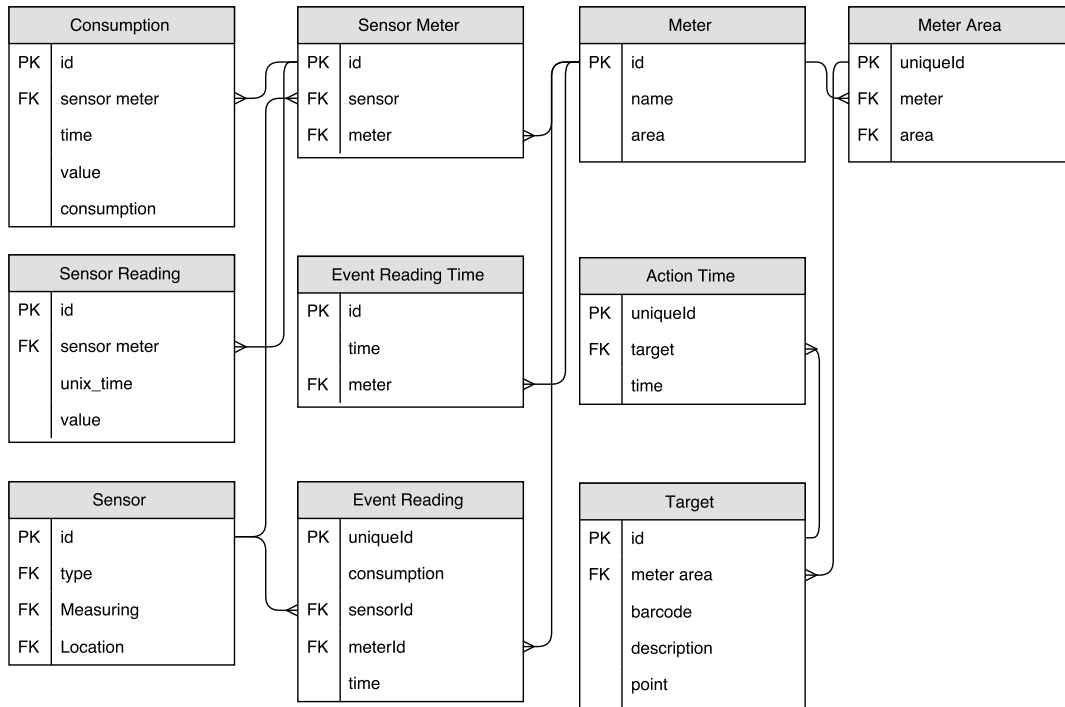 Consumption
PK id
FK sensor meter
time
value
consumption
Sensor Meter
PK id
FK sensor
FK meter
Meter
PK id
name
area
Meter Area
PK uniqueId
FK meter
FK area
Sensor Reading
PK id
FK sensor meter
unix_time
value
Event Reading Time
PK id
time
FK meter
Action Time
PK uniqueId
FK target
time
Sensor
PK id
FK type
FK Measuring
FK Location
Event Reading
PK uniqueId
consumption
FK sensorId
FK meterId
time
Target
PK id
FK meter area
barcode
description
point